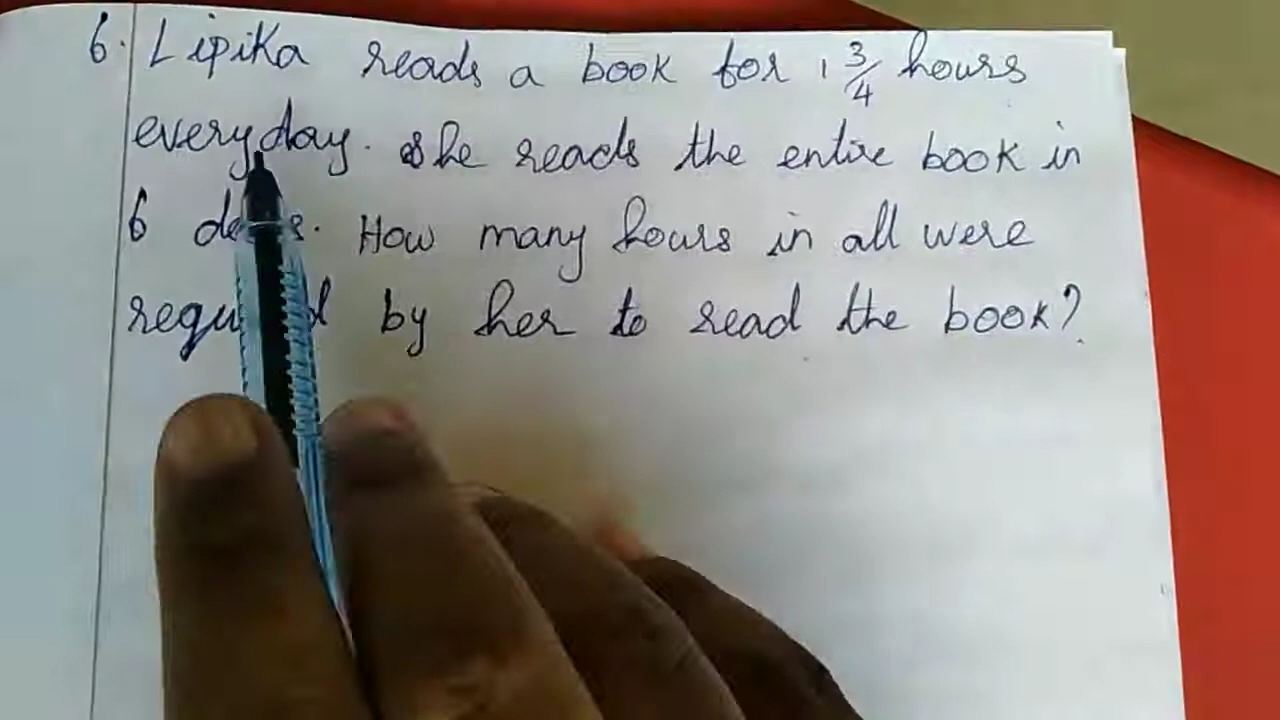 6. Lipika reads a book for 1 3/4 hours
everyday. She reads the entire book in
6 How many hours in all were
by her to read the book?